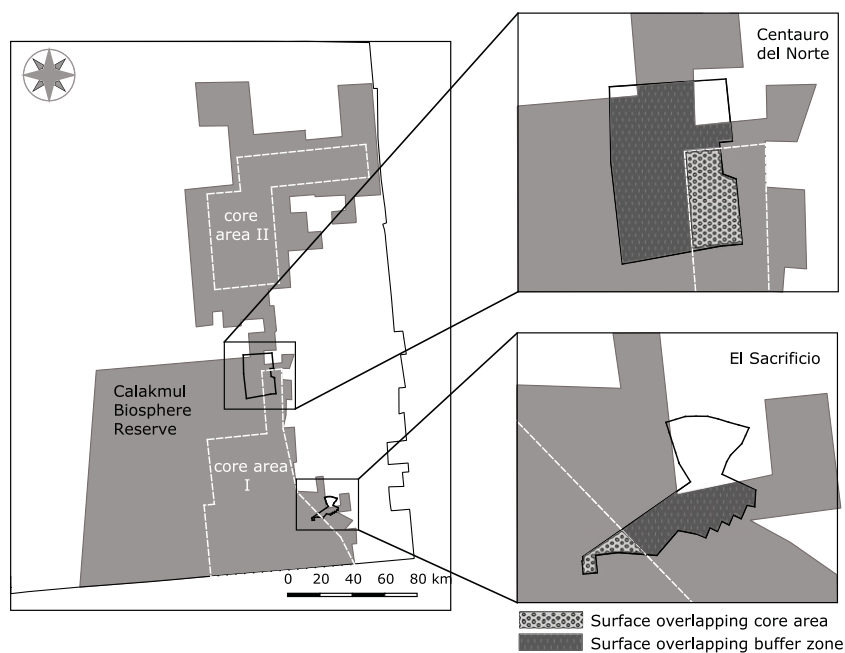 Centauro
del Norte
core
area II
Calakmul
Biosphere
Reserve
core area
I
El Sacrificio
0 20 40 60 80 km
Surface overlapping core area
Surface overlapping buffer zone